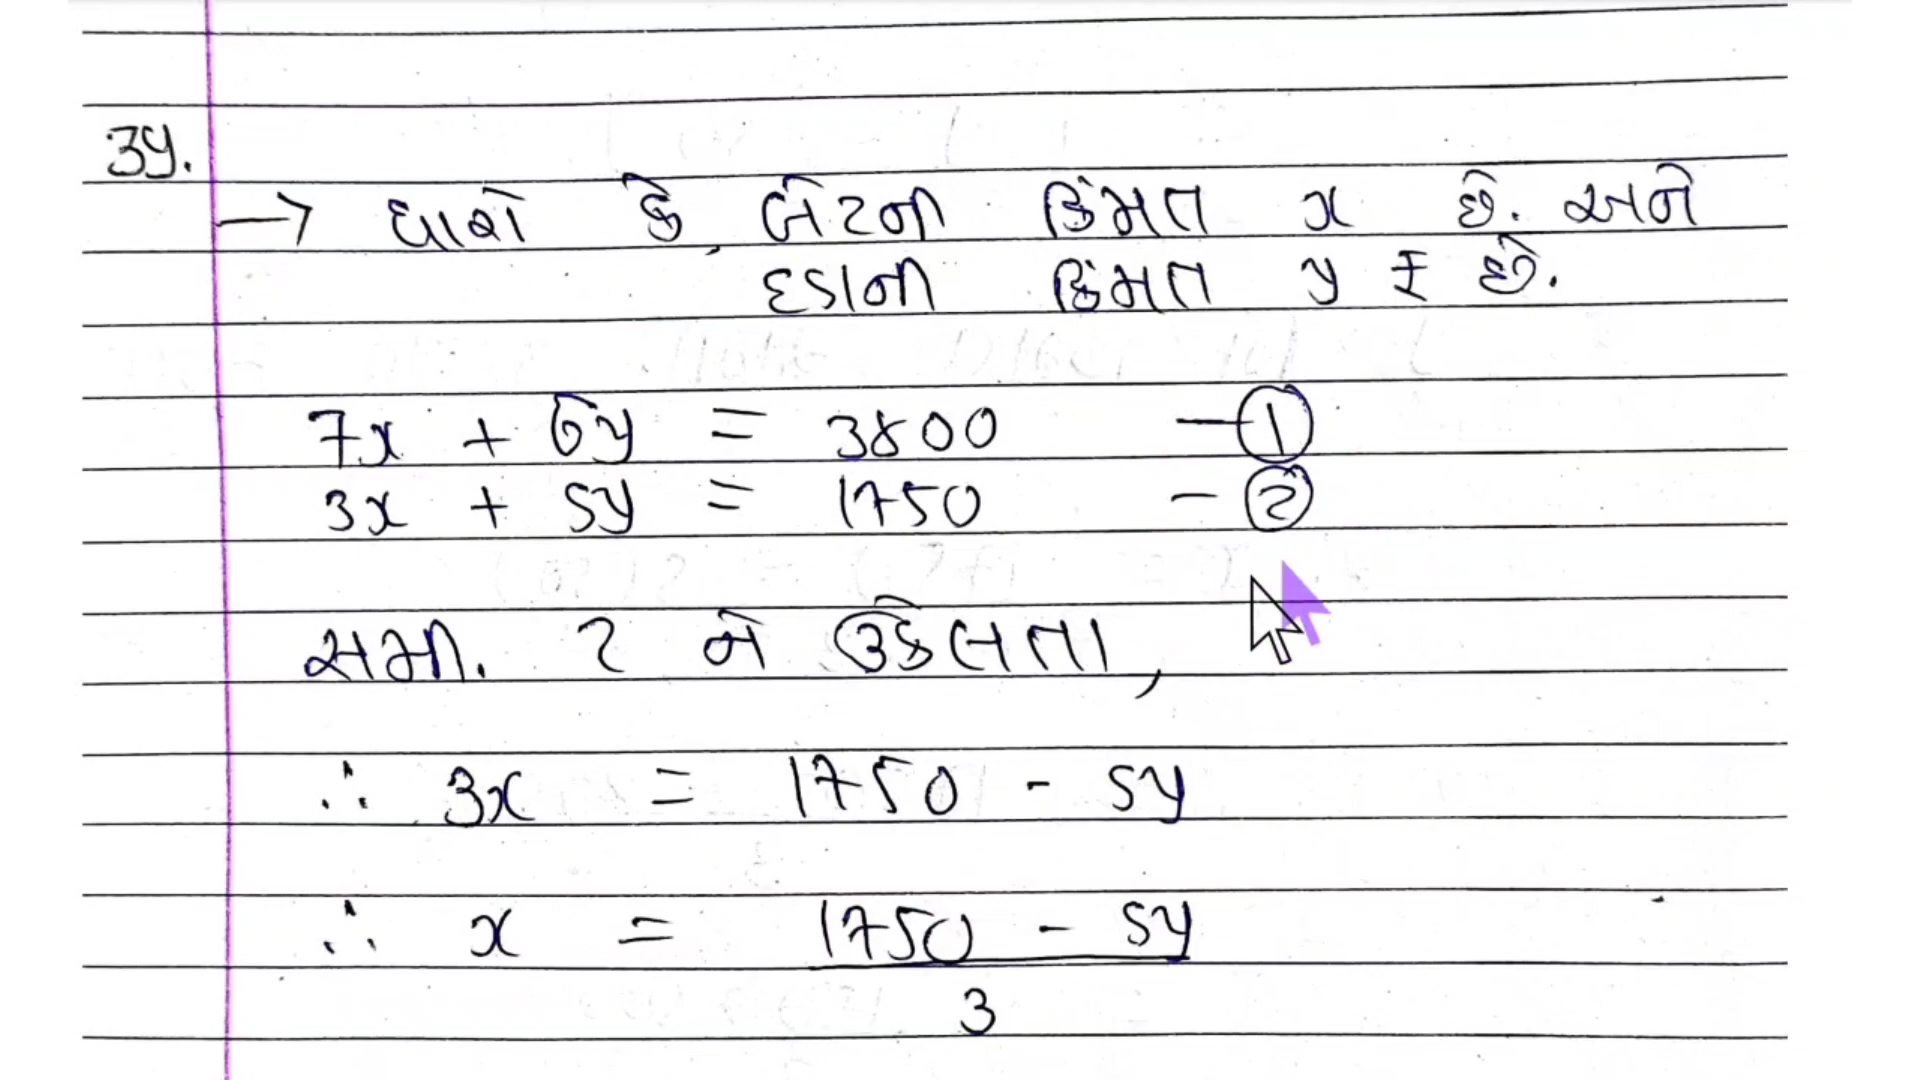 39.
→ ધારો કે બેટની કિંમત x છે. અને
દડાની કિંમત y ₹ છે.
7x + 6y = 3800 - ①
3x + 5y = 1750 - ②
સમી. 2 ને ઉકેલતા,
∴ 3x = 1750 - 5y
∴ x = 1750 - 5y
3